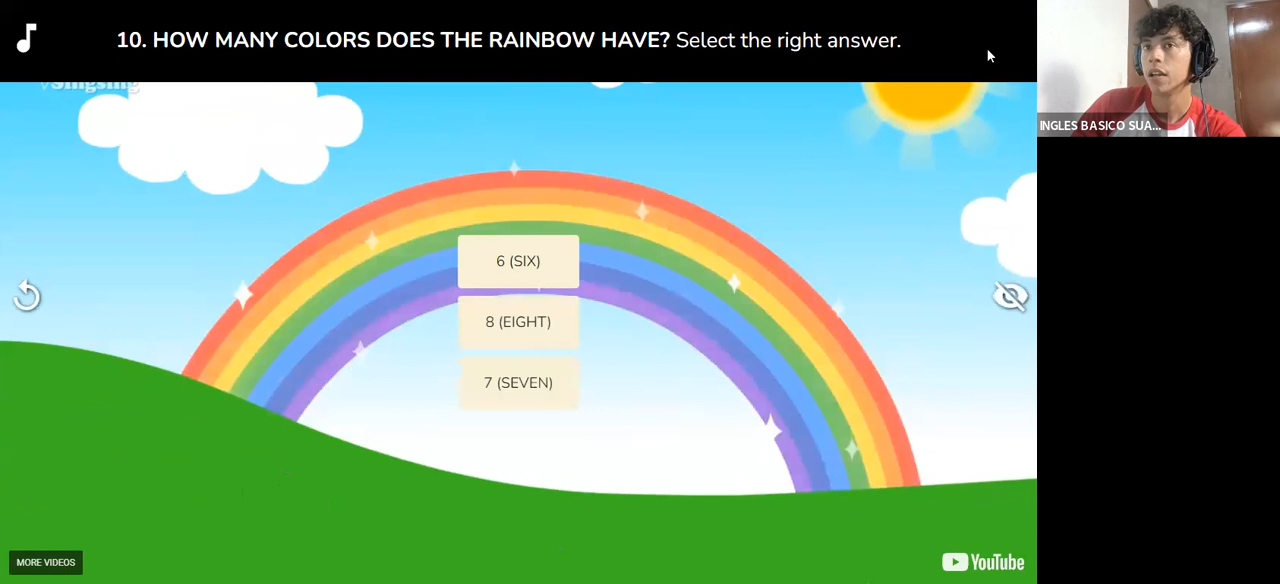 10. HOW MANY COLORS DOES THE RAINBOW HAVE? Select the right answer.
INGLES BASICO SUA...
Singsing
6 (SIX)
8 (EIGHT)
7 (SEVEN)
MORE VIDEOS
YouTube